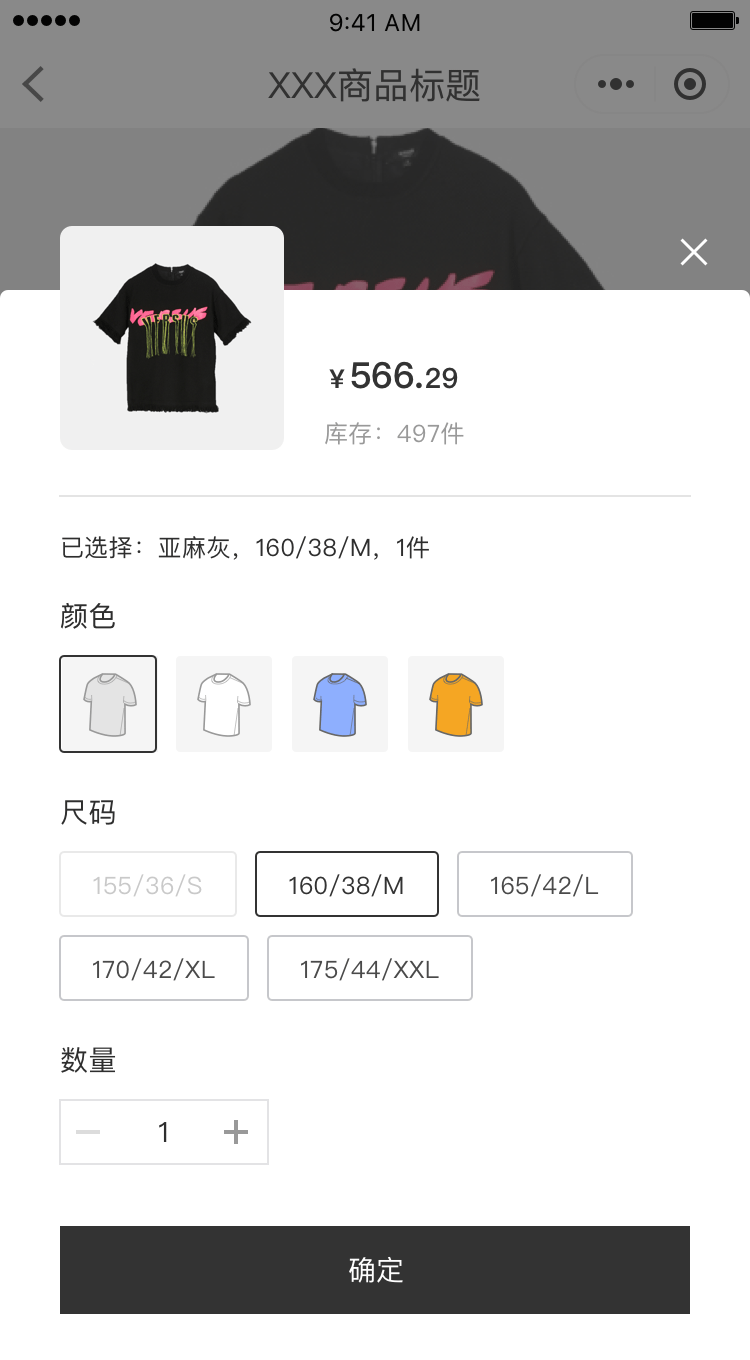 9:41 AM
XXX商品标题
VERSUS
¥566.29
库存：497件
已选择：亚麻灰，160/38/M，1件
颜色
尺码
155/36/S
160/38/M
165/42/L
170/42/XL
175/44/XXL
数量
1
确定